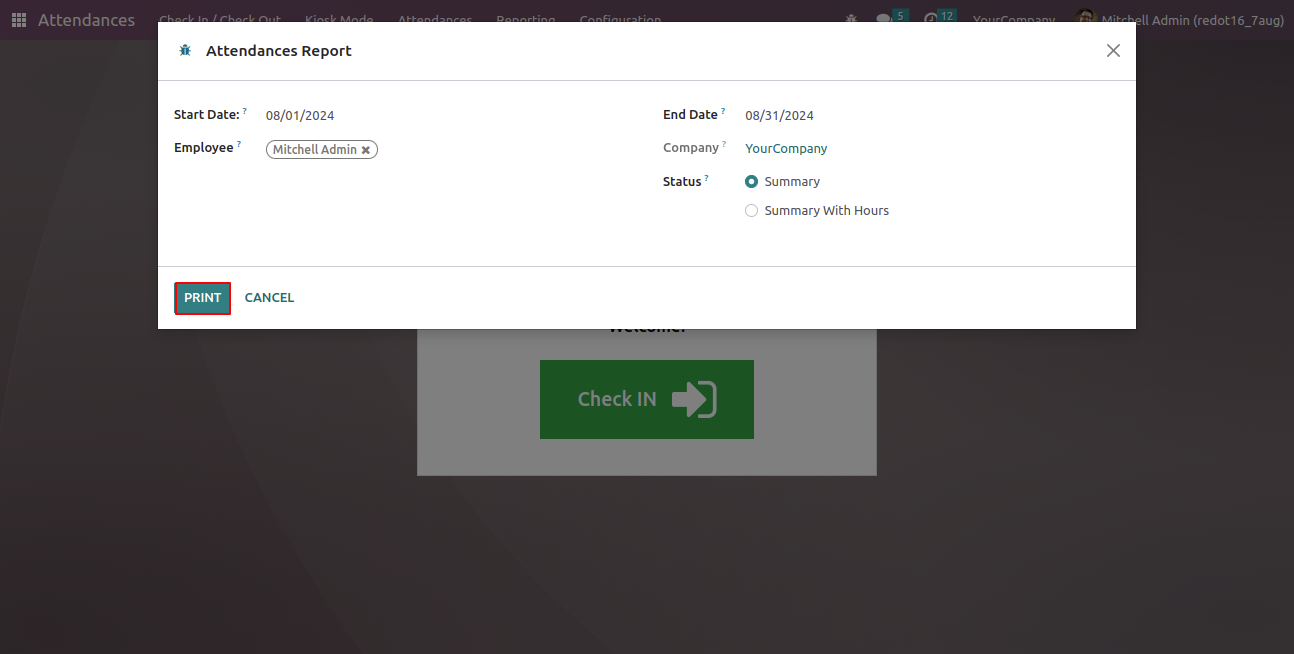 Attendances Check In / Check Out Kiosk Mode Attendances Reporting Configuration 5 12 YourCompany Mitchell Admin (redot16_7aug)
Attendances Report
Start Date: ? 08/01/2024 End Date ? 08/31/2024
Employee ? Mitchell Admin Company ? YourCompany
Status ? Summary
Summary With Hours
PRINT CANCEL
Welcome!
Check IN